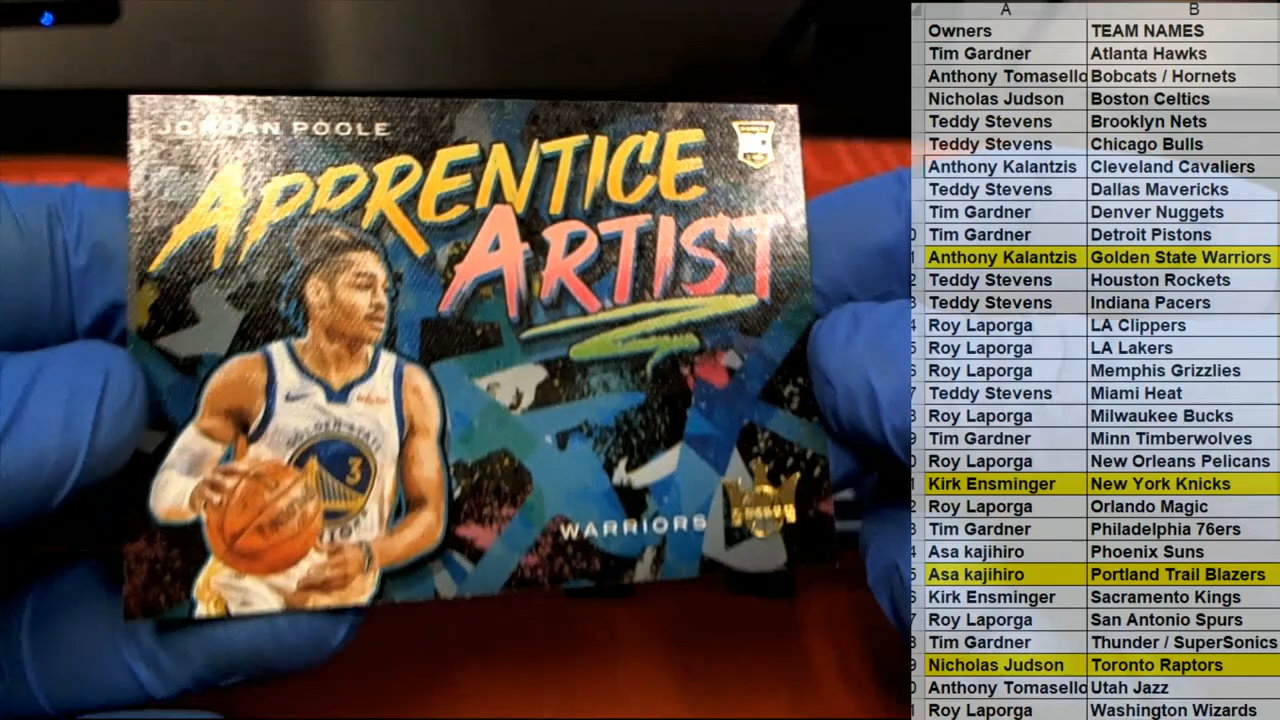 JORDAN POOLE
APPRENTICE
ARTIST
GOLDEN STATE
3
WARRIORS
A B
Owners TEAM NAMES
Tim Gardner Atlanta Hawks
Anthony Tomasello Bobcats / Hornets
Nicholas Judson Boston Celtics
Teddy Stevens Brooklyn Nets
Teddy Stevens Chicago Bulls
Anthony Kalantzis Cleveland Cavaliers
Teddy Stevens Dallas Mavericks
Tim Gardner Denver Nuggets
Tim Gardner Detroit Pistons
Anthony Kalantzis Golden State Warriors
Teddy Stevens Houston Rockets
Teddy Stevens Indiana Pacers
Roy Laporga LA Clippers
Roy Laporga LA Lakers
Roy Laporga Memphis Grizzlies
Teddy Stevens Miami Heat
Roy Laporga Milwaukee Bucks
Tim Gardner Minn Timberwolves
Roy Laporga New Orleans Pelicans
Kirk Ensminger New York Knicks
Roy Laporga Orlando Magic
Tim Gardner Philadelphia 76ers
Asa kajihiro Phoenix Suns
Asa kajihiro Portland Trail Blazers
Kirk Ensminger Sacramento Kings
Roy Laporga San Antonio Spurs
Tim Gardner Thunder / SuperSonics
Nicholas Judson Toronto Raptors
Anthony Tomasello Utah Jazz
Roy Laporga Washington Wizards